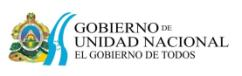 GOBIERNO DE
UNIDAD NACIONAL
EL GOBIERNO DE TODOS